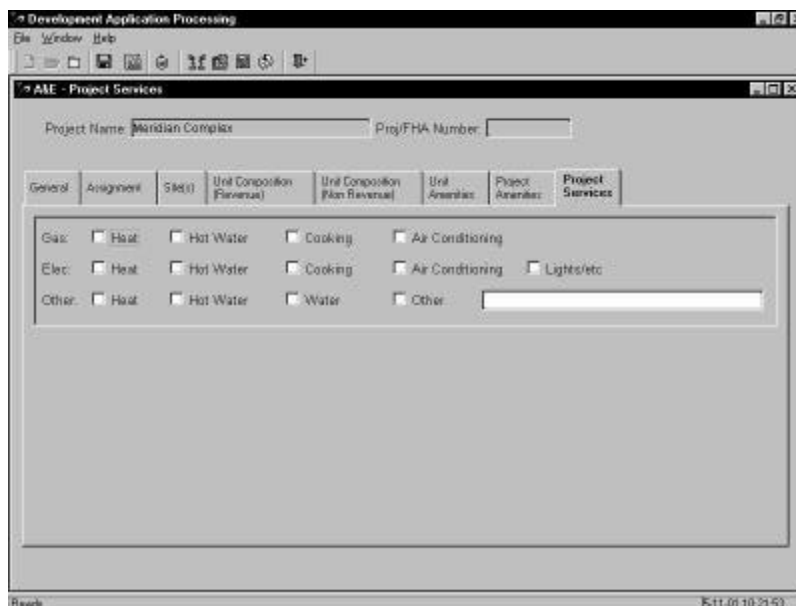 Development Application Processing
File Window Help
A&E - Project Services
Project Name: Meridian Complex Proj/FHA Number:
General Assignment Site(s) Unit Composition (Revenue) Unit Composition (Non Revenue) Unit Amenities Project Amenities Project Services
Gas: Heat Hot Water Cooking Air Conditioning
Elec: Heat Hot Water Cooking Air Conditioning Lights/etc
Other: Heat Hot Water Water Other
Ready